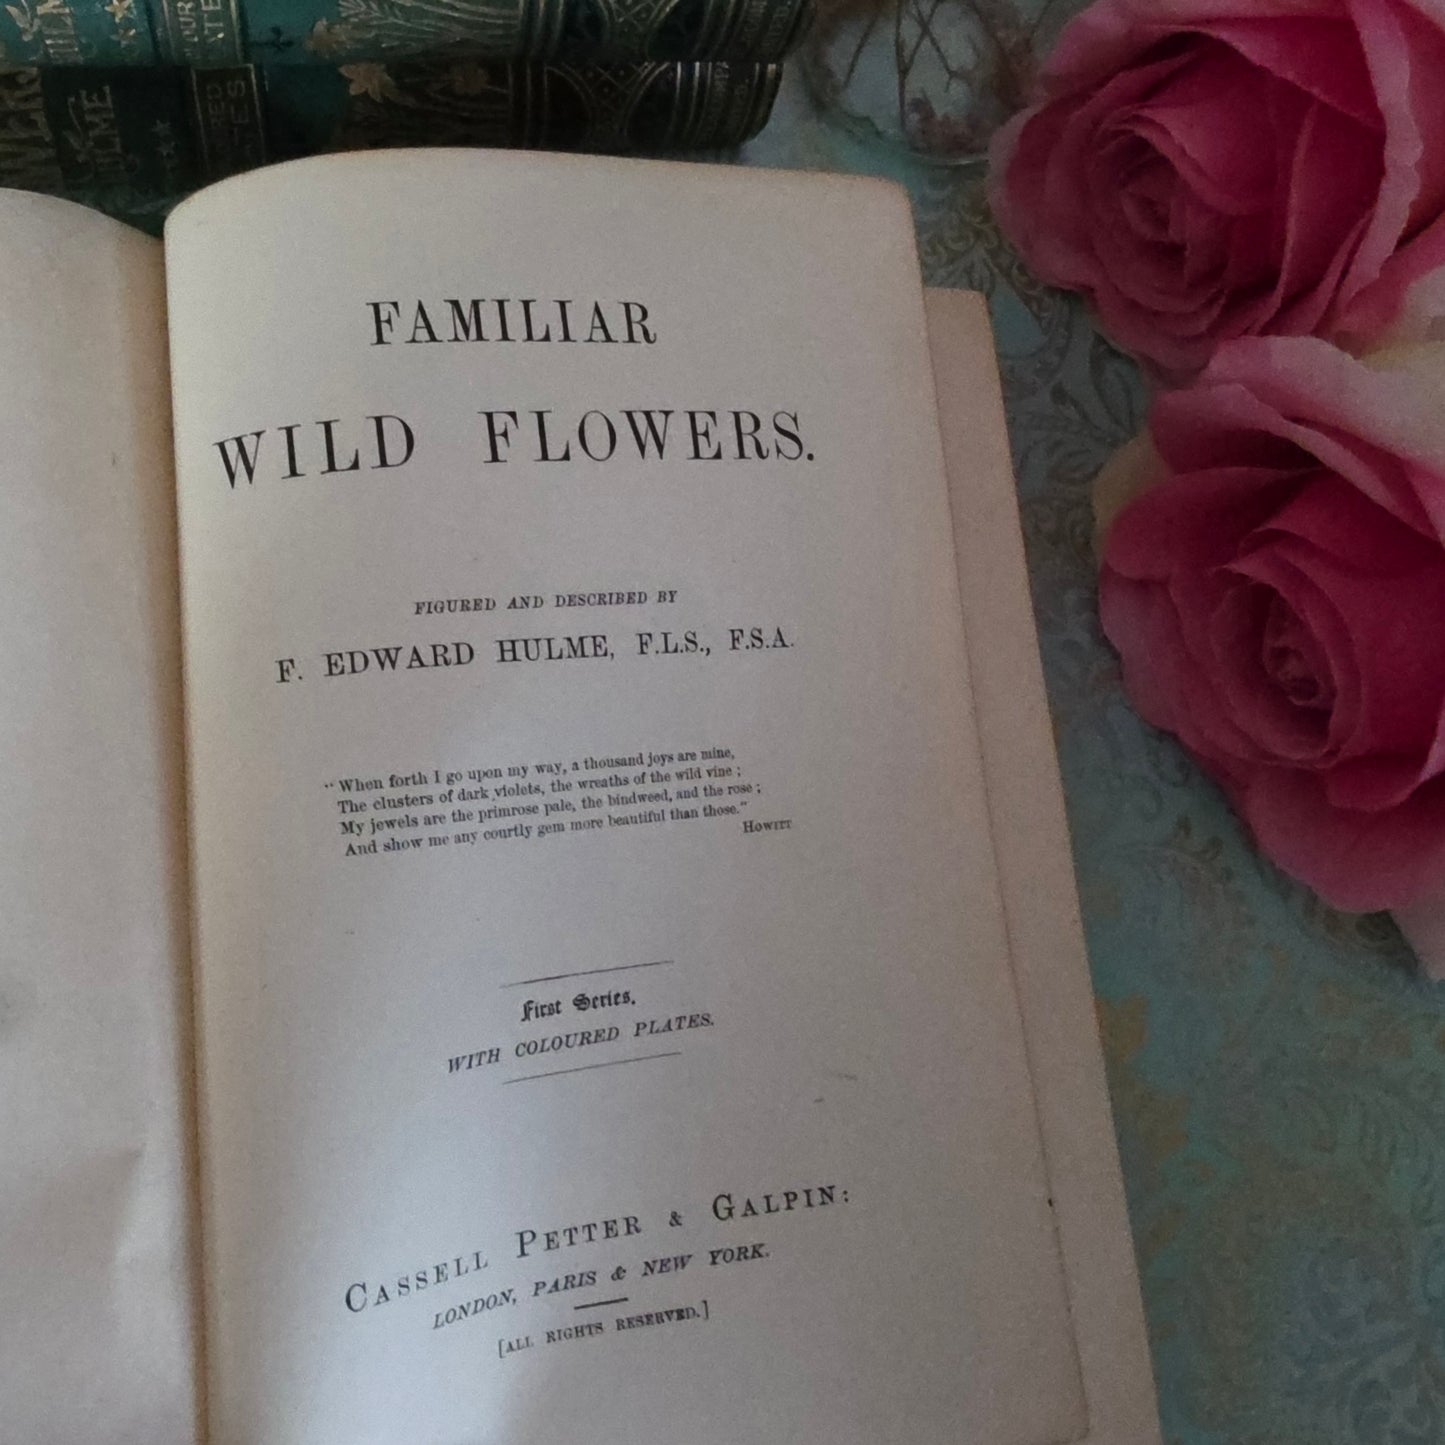 HULME
HULME
FAMILIAR
WILD FLOWERS.
FIGURED AND DESCRIBED BY
F. EDWARD HULME, F.L.S., F.S.A.
"When forth I go upon my way, a thousand joys are mine,
The clusters of dark violets, the wreaths of the wild vine;
My jewels are the primrose pale, the bindweed, and the rose;
And show me any courtly gem more beautiful than those."
HOWITT
First Series.
WITH COLOURED PLATES.
CASSELL PETTER & GALPIN:
LONDON, PARIS & NEW YORK.
[ALL RIGHTS RESERVED.]